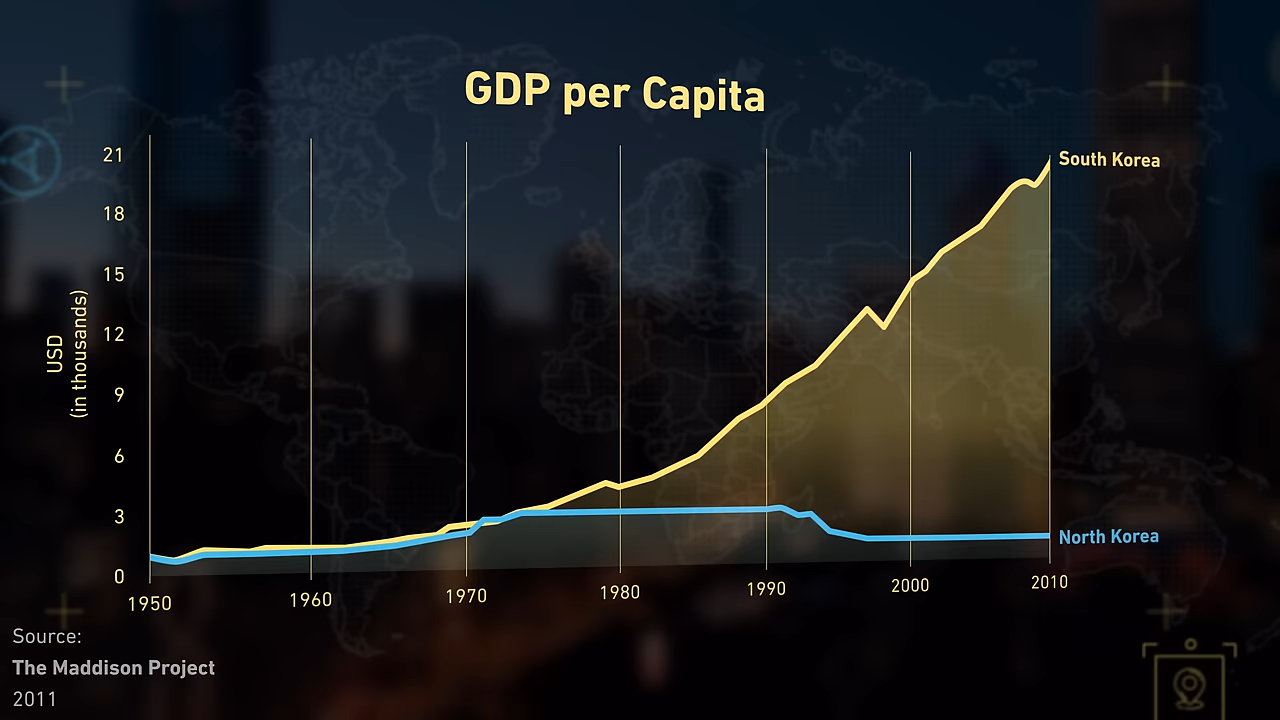 GDP per Capita
21
18
15
12
9
6
3
0
USD
(in thousands)
1950
1960
1970
1980
1990
2000
2010
South Korea
North Korea
Source:
The Maddison Project
2011